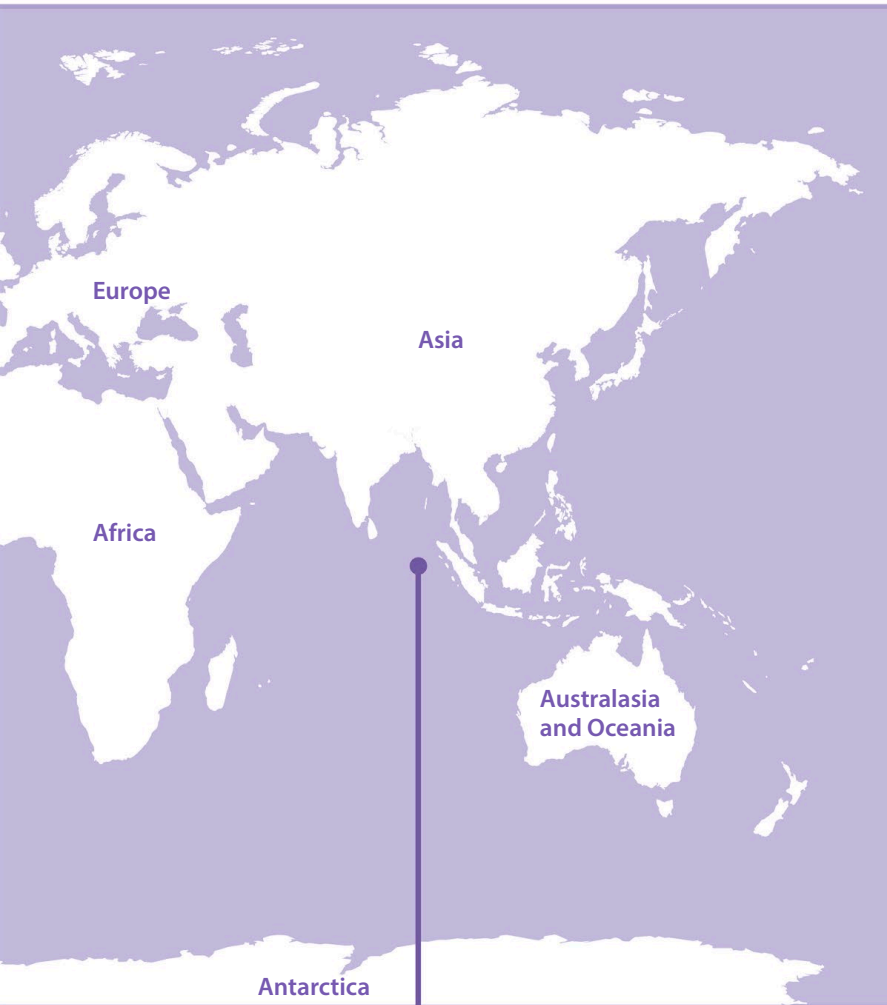 Europe
Asia
Africa
Australasia
and Oceania
Antarctica